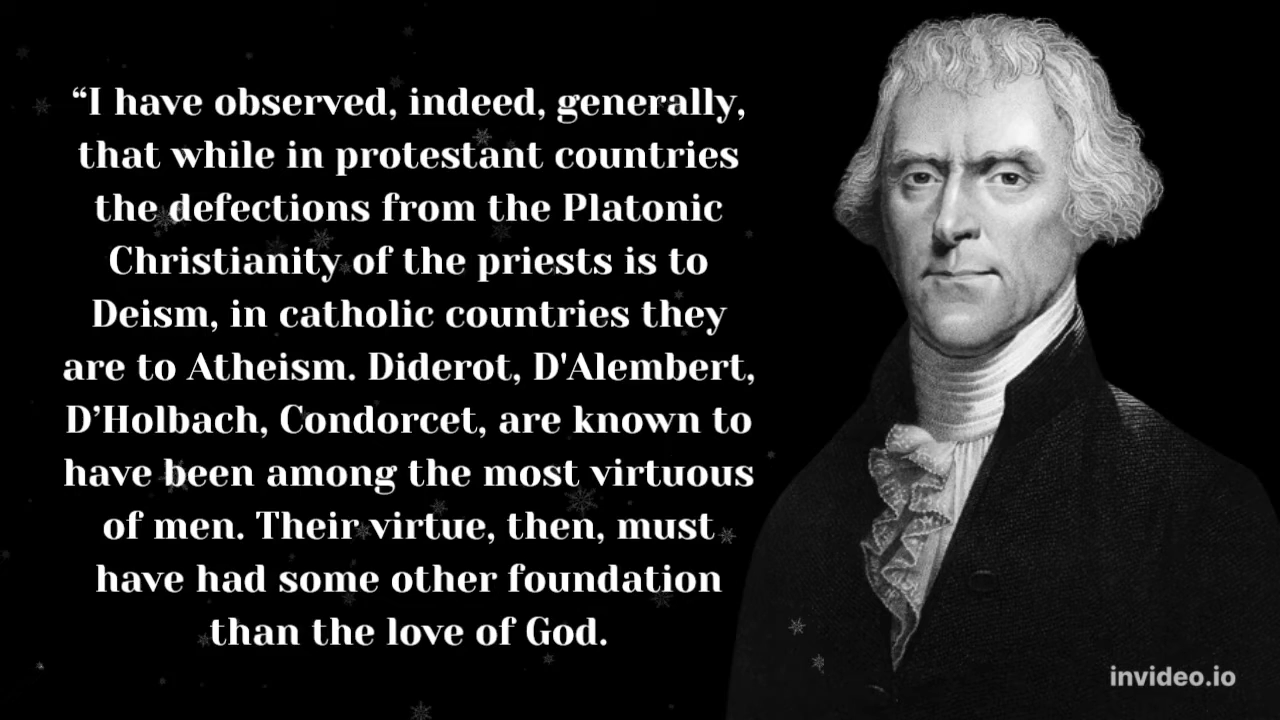 “I have observed, indeed, generally,
that while in protestant countries
the defections from the Platonic
Christianity of the priests is to
Deism, in catholic countries they
are to Atheism. Diderot, D'Alembert,
D’Holbach, Condorcet, are known to
have been among the most virtuous
of men. Their virtue, then, must
have had some other foundation
than the love of God.
invideo.io